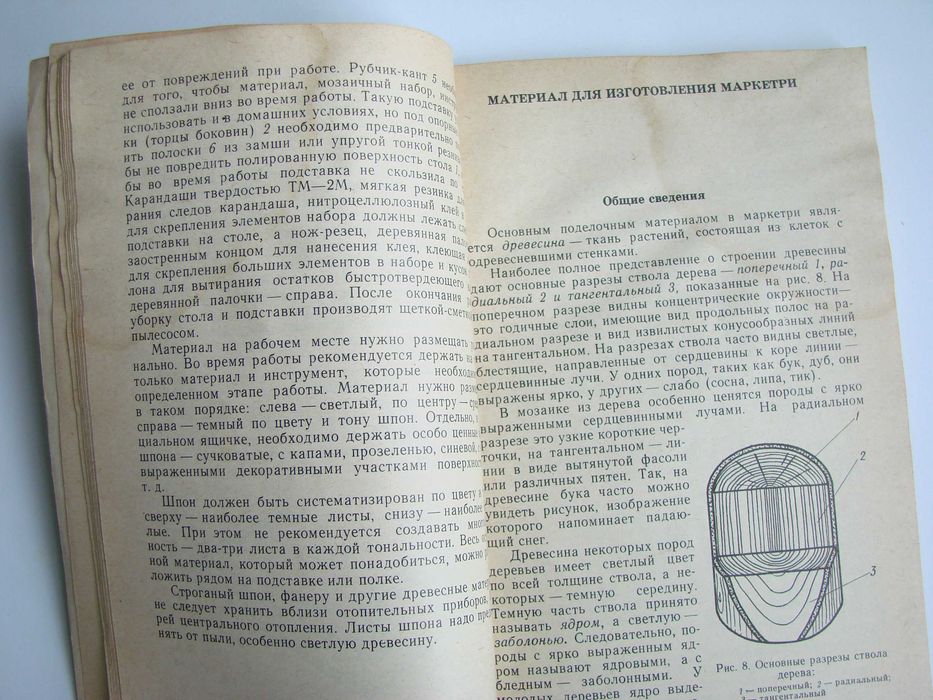 ее от повреждений при работе. Рубчик-кант 5
для того, чтобы материал, мозаичный набор,
не сползали вниз во время работы. Такую подставку
использовать и в домашних условиях, но под
ки (торцы боковин) 2 необходимо предварительно
ить полоски 6 из замши или упругой тонкой
бы не повредить полированную поверхность стола
бы во время работы подставка не скользила по
Карандаши твердостью ТМ—2М, мягкая резинка
рания следов карандаша, нитроцеллюлозный клей
для скрепления элементов набора должны лежать
подставки на столе, а нож-резец, деревянная
заостренным концом для нанесения клея, клеющая
для скрепления больших элементов в наборе и
лона для вытирания остатков быстротвердеющего
деревянной палочки — справа. После окончания
уборку стола и подставки производят
пылесосом.
Материал на рабочем месте нужно размещать
нально. Во время работы рекомендуется держать
только материал и инструмент, которые
определенном этапе работы. Материал нужно
в таком порядке: слева — светлый, по центру —
справа — темный по цвету и тону шпон. Отдельно,
циальном ящичке, необходимо держать особо
шпона — сучковатые, с капами, прозеленью, синевой,
выраженными декоративными участками
т. д.
Шпон должен быть систематизирован по цвету и
сверху — наиболее темные листы, снизу — наиболее
лые. При этом не рекомендуется создавать
ность — два-три листа в каждой тональности. Весь
ной материал, который может понадобиться, можно
ложить рядом на подставке или полке.
Строганый шпон, фанеру и другие древесные
не следует хранить вблизи отопительных приборов,
рей центрального отопления. Листы шпона надо
нять от пыли, особенно светлую древесину.
МАТЕРИАЛ ДЛЯ ИЗГОТОВЛЕНИЯ МАРКЕТРИ
Общие сведения
Основным поделочным материалом в маркетри явля-
ется древесина — ткань растений, состоящая из клеток с
одревесневшими стенками.
Наиболее полное представление о строении древесины
дают основные разрезы ствола дерева — поперечный 1, ра-
диальный 2 и тангентальный 3, показанные на рис. 8. На
поперечном разрезе видны концентрические окружности—
это годичные слои, имеющие вид продольных полос на ра-
диальном разрезе и вид извилистых конусообразных линий
на тангентальном. На разрезах ствола часто видны светлые,
блестящие, направленные от сердцевины к коре линии —
сердцевинные лучи. У одних пород, таких как бук, дуб, они
выражены ярко, у других — слабо (сосна, липа, тик).
В мозаике из дерева особенно ценятся породы с ярко
выраженными сердцевинными лучами. На радиальном
разрезе это узкие короткие чер-
точки, на тангентальном — ли-
нии в виде вытянутой фасоли
или различных пятен. Так, на
древесине бука часто можно
увидеть рисунок, изображение
которого напоминает падаю-
щий снег.
Древесина некоторых пород
деревьев имеет светлый цвет
по всей толщине ствола, а не-
которых — темную середину.
Темную часть ствола принято
называть ядром, а светлую —
заболонью. Следовательно, по-
роды с ярко выраженным яд-
ром называют ядровыми, а с
бледным — заболонными. У
молодых деревьев ядро выде-
1
2
3
Рис. 8. Основные разрезы ствола
дерева:
1 — поперечный; 2 — радиальный;
3 — тангентальный